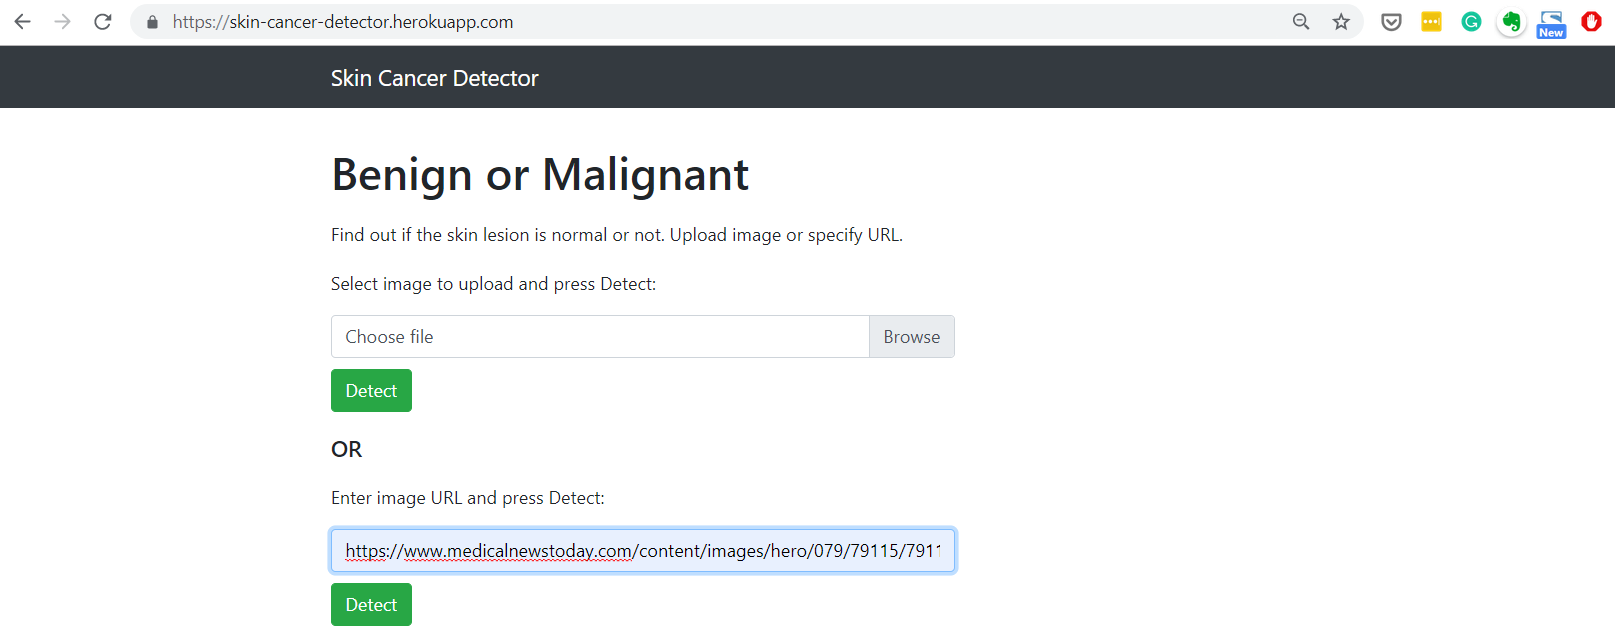 https://skin-cancer-detector.herokuapp.com
New
Skin Cancer Detector
Benign or Malignant
Find out if the skin lesion is normal or not. Upload image or specify URL.
Select image to upload and press Detect:
Choose file Browse
Detect
OR
Enter image URL and press Detect:
https://www.medicalnewstoday.com/content/images/hero/079/79115/7911
Detect